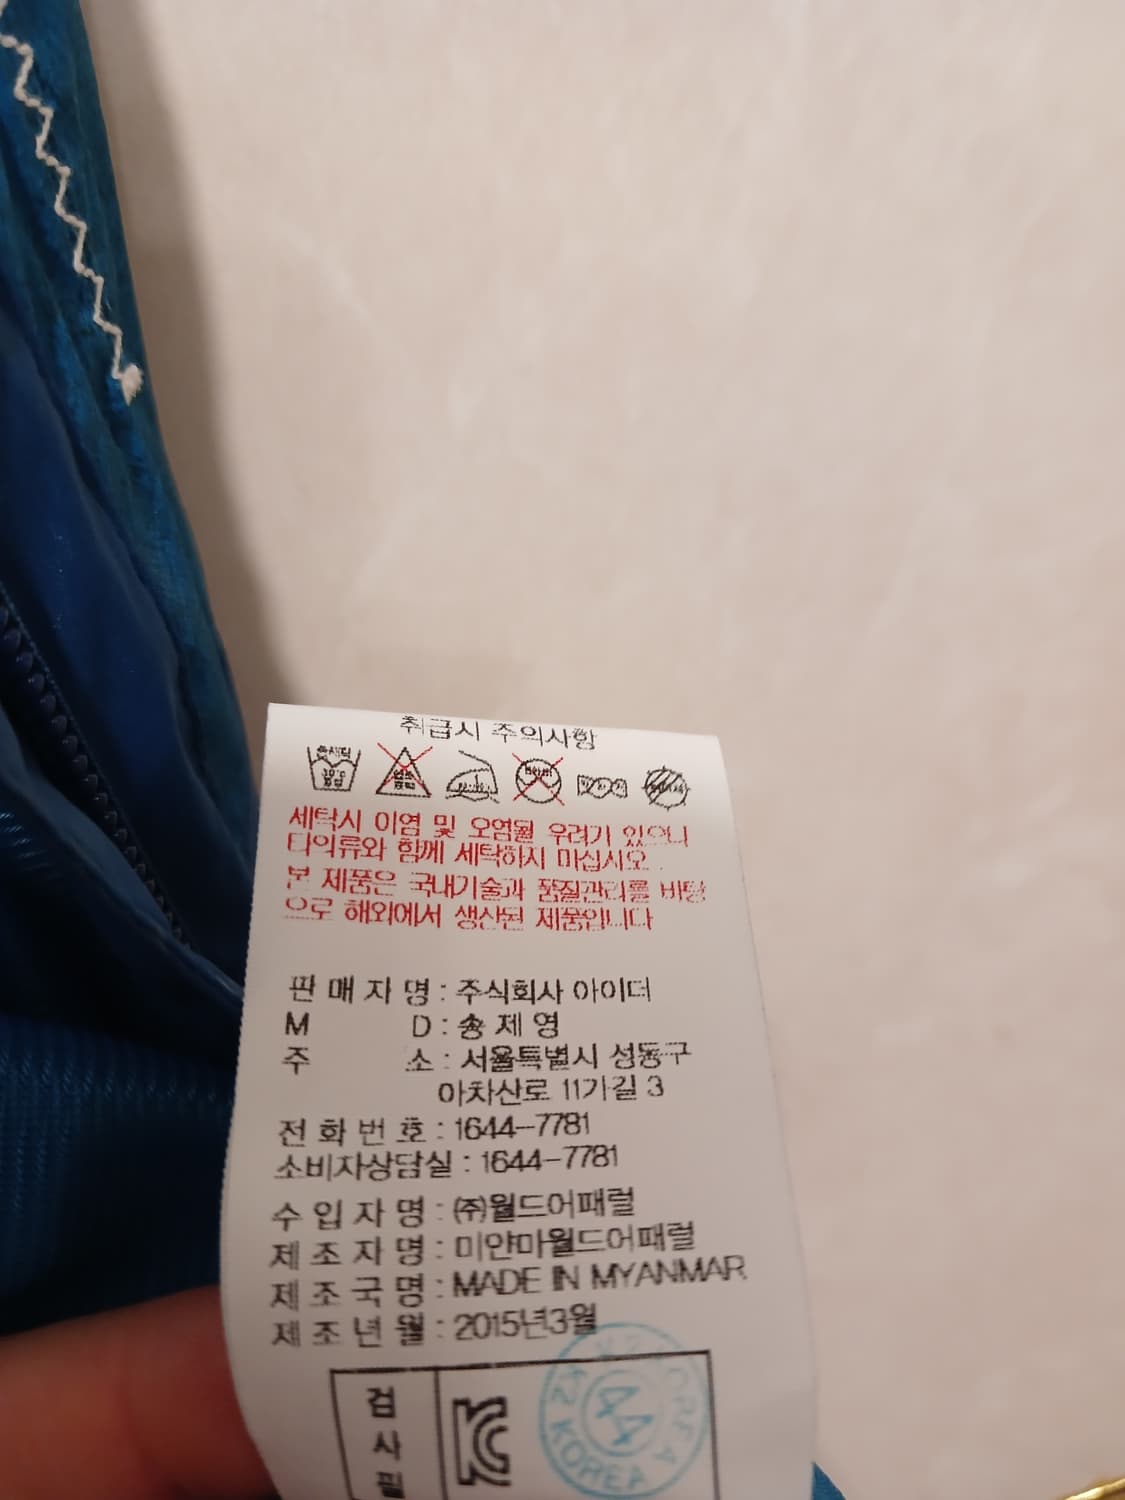 취급시 주의사항
세탁시 이염 및 오염될 우려가 있으니
타의류와 함께 세탁하지 마십시오.
본 제품은 국내기술과 품질관리를 바탕
으로 해외에서 생산된 제품입니다
판 매 자 명 : 주식회사 아이더
M D : 송 제 영
주 소 : 서울특별시 성동구
아차산로 11가길 3
전 화 번 호 : 1644-7781
소비자상담실 : 1644-7781
수 입 자 명 : (주)월드어패럴
제 조 자 명 : 미얀마월드어패럴
제 조 국 명 : MADE IN MYANMAR
제 조 년 월 : 2015년3월
검
사
필
K2 KOREA
44